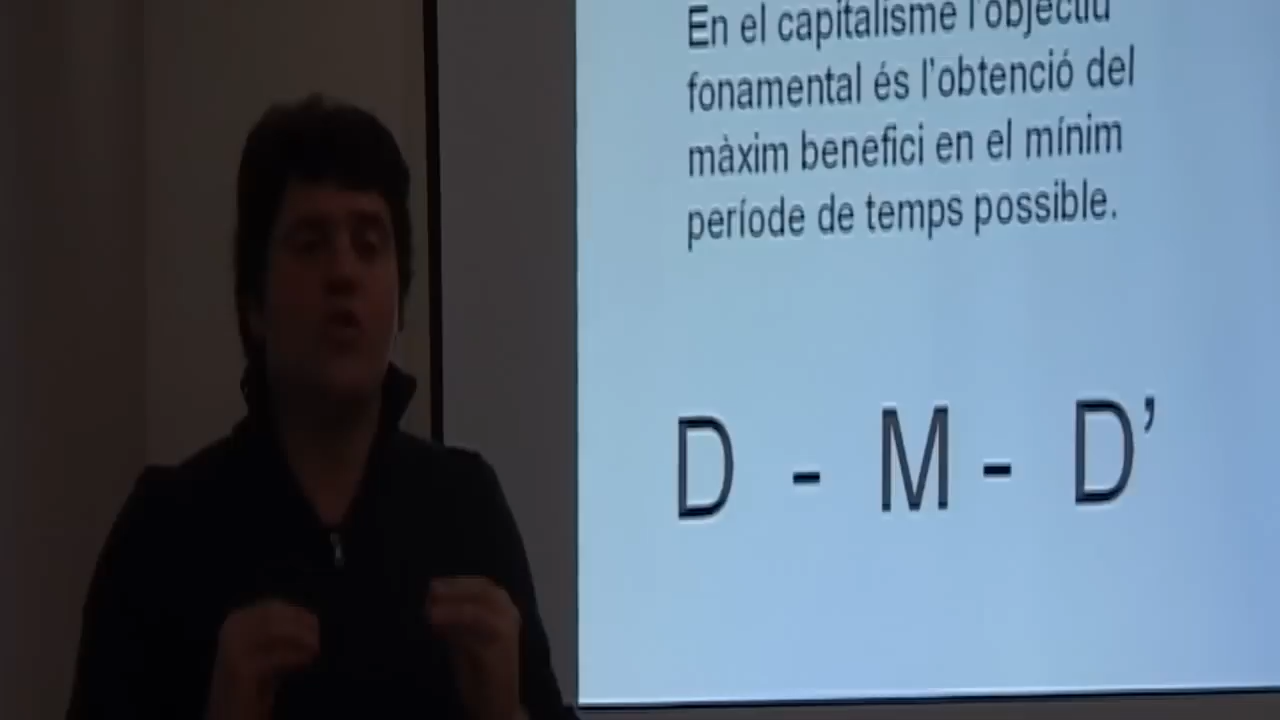 En el capitalisme l'objectiu
fonamental és l'obtenció del
màxim benefici en el mínim
període de temps possible.
D - M - D'